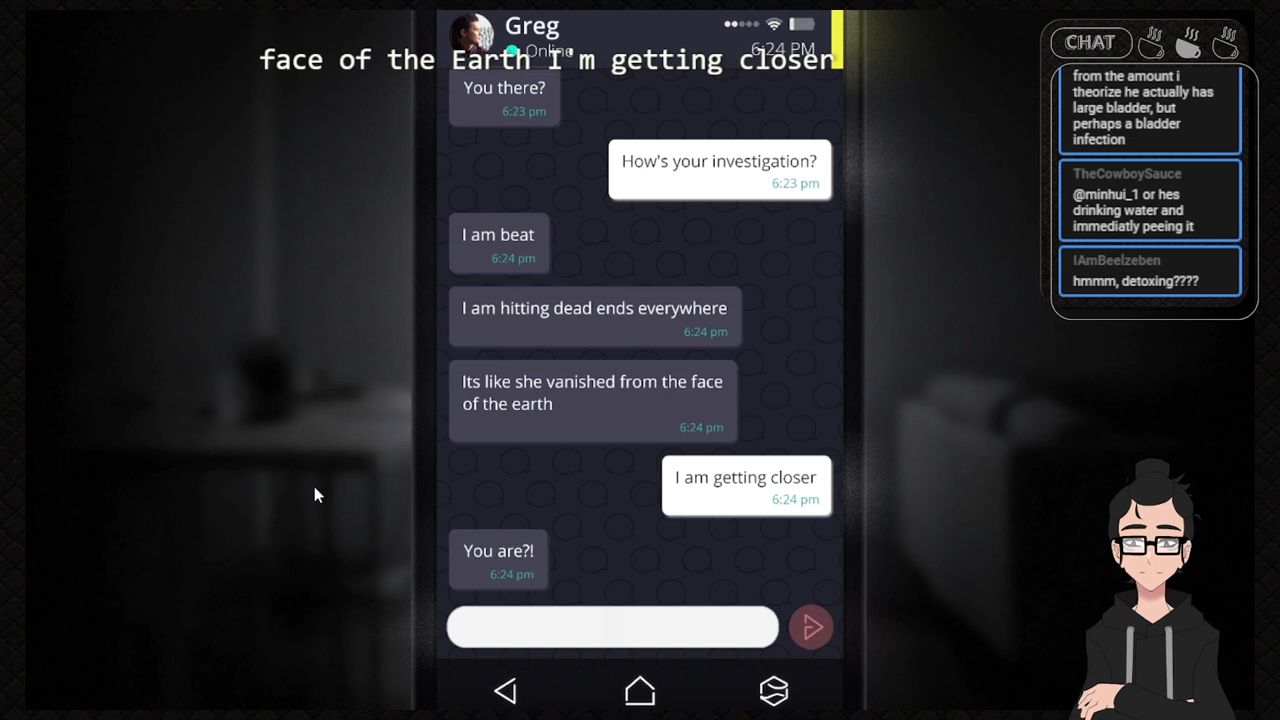 Greg
Online
6:24 PM
face of the Earth I'm getting closer
You there?
6:23 pm
How's your investigation?
6:23 pm
I am beat
6:24 pm
I am hitting dead ends everywhere
6:24 pm
Its like she vanished from the face
of the earth
6:24 pm
I am getting closer
6:24 pm
You are?!
6:24 pm
CHAT
from the amount i
theorize he actually has
large bladder, but
perhaps a bladder
infection
TheCowboySauce
@minhui_1 or hes
drinking water and
immediatly peeing it
IAmBeelzeben
hmmm, detoxing????